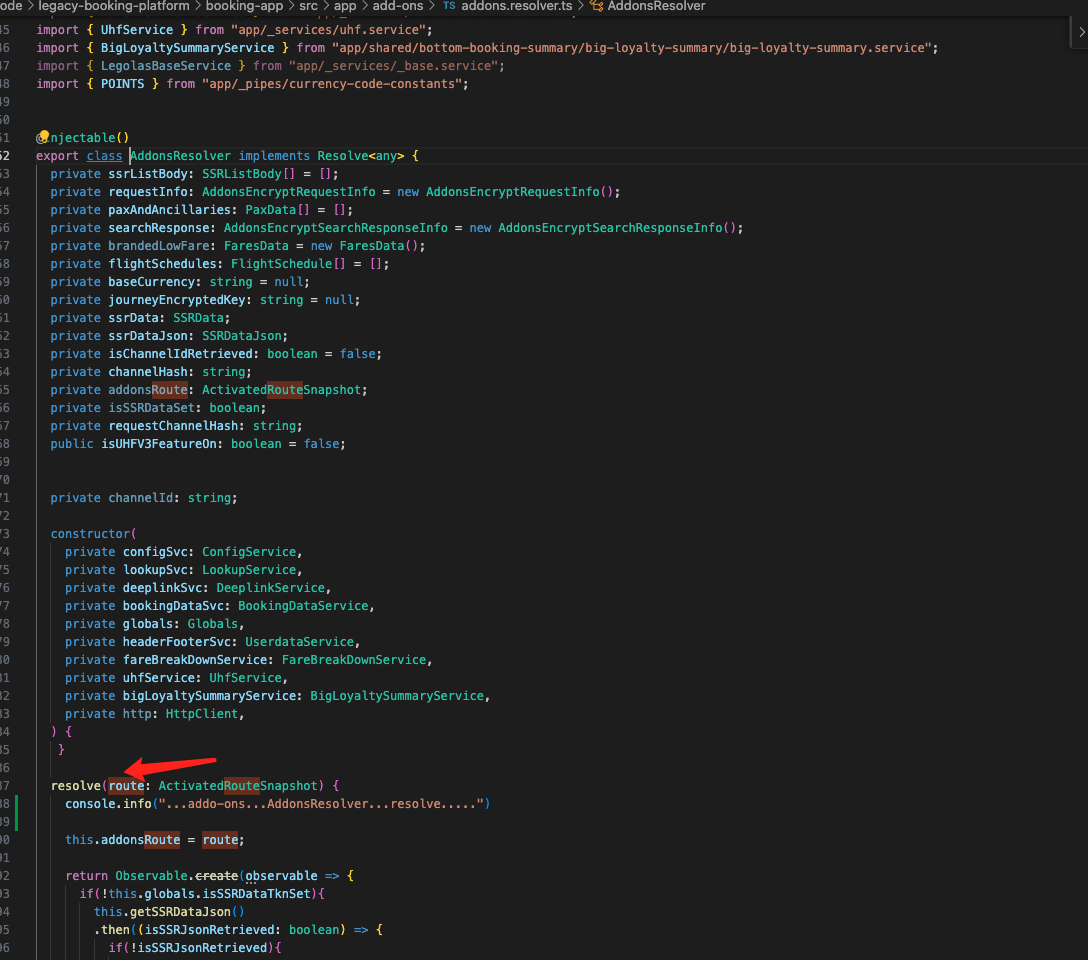 ode > legacy-booking-platform > booking-app > src > app > add-ons > TS addons.resolver.ts > AddonsResolver
45 import { UhfService } from "app/_services/uhf.service";
46 import { BigLoyaltySummaryService } from "app/shared/bottom-booking-summary/big-loyalty-summary/big-loyalty-summary.service";
47 import { LegolasBaseService } from "app/_services/_base.service";
48 import { POINTS } from "app/_pipes/currency-code-constants";
49
50
51 @Injectable()
52 export class AddonsResolver implements Resolve<any> {
53 private ssrListBody: SSRListBody[] = [];
54 private requestInfo: AddonsEncryptRequestInfo = new AddonsEncryptRequestInfo();
55 private paxAndAncillaries: PaxData[] = [];
56 private searchResponse: AddonsEncryptSearchResponseInfo = new AddonsEncryptSearchResponseInfo();
57 private brandedLowFare: FaresData = new FaresData();
58 private flightSchedules: FlightSchedule[] = [];
59 private baseCurrency: string = null;
60 private journeyEncryptedKey: string = null;
61 private ssrData: SSRData;
62 private ssrDataJson: SSRDataJson;
63 private isChannelIdRetrieved: boolean = false;
64 private channelHash: string;
65 private addonsRoute: ActivatedRouteSnapshot;
66 private isSSRDataSet: boolean;
67 private requestChannelHash: string;
68 public isUHFV3FeatureOn: boolean = false;
69
70
71 private channelId: string;
72
73 constructor(
74 private configSvc: ConfigService,
75 private lookupSvc: LookupService,
76 private deeplinkSvc: DeeplinkService,
77 private bookingDataSvc: BookingDataService,
78 private globals: Globals,
79 private headerFooterSvc: UserdataService,
80 private fareBreakDownService: FareBreakDownService,
81 private uhfService: UhfService,
82 private bigLoyaltySummaryService: BigLoyaltySummaryService,
83 private http: HttpClient,
84 ) {
85 }
86
87 resolve(route: ActivatedRouteSnapshot) {
88 console.info("...addo-ons...AddonsResolver...resolve.....")
89
90 this.addonsRoute = route;
91
92 return Observable.create(observable => {
93 if(!this.globals.isSSRDataTknSet){
94 this.getSSRDataJson()
95 .then((isSSRJsonRetrieved: boolean) => {
96 if(!isSSRJsonRetrieved){